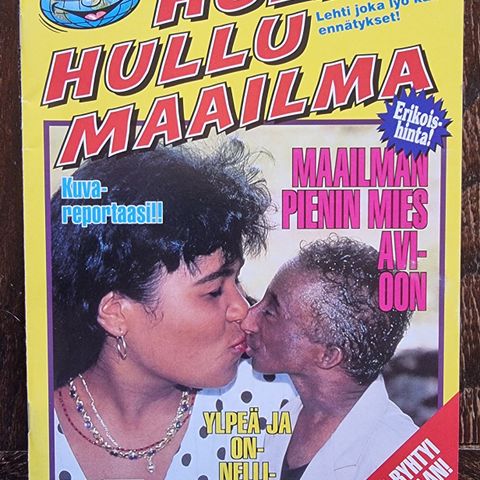 Lehti joka lyö
ennätykset!
HULLU
MAAILMA
Erikois-
hinta!
Kuva-
reportaasi!!
MAAILMAN
PIENIN MIES
AVI-
OON
YLPEÄ JA
ON-
NELLI-